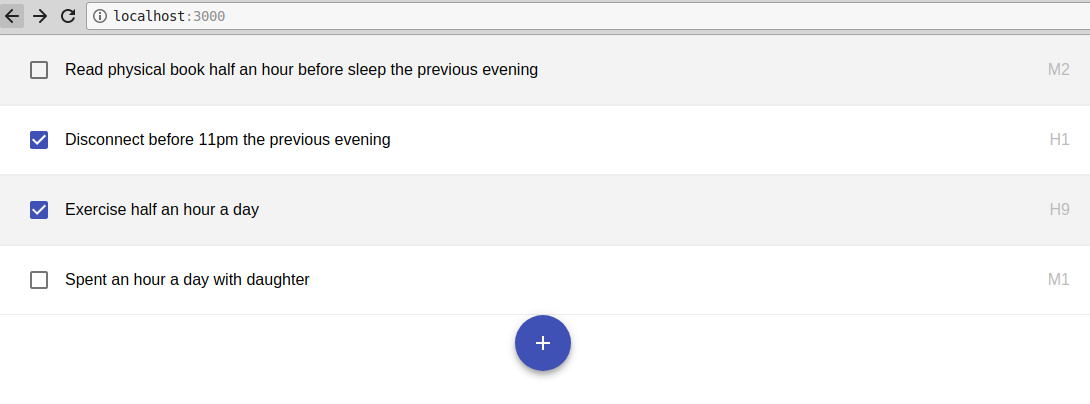 localhost:3000
Read physical book half an hour before sleep the previous evening M2
Disconnect before 11pm the previous evening H1
Exercise half an hour a day H9
Spent an hour a day with daughter M1
+